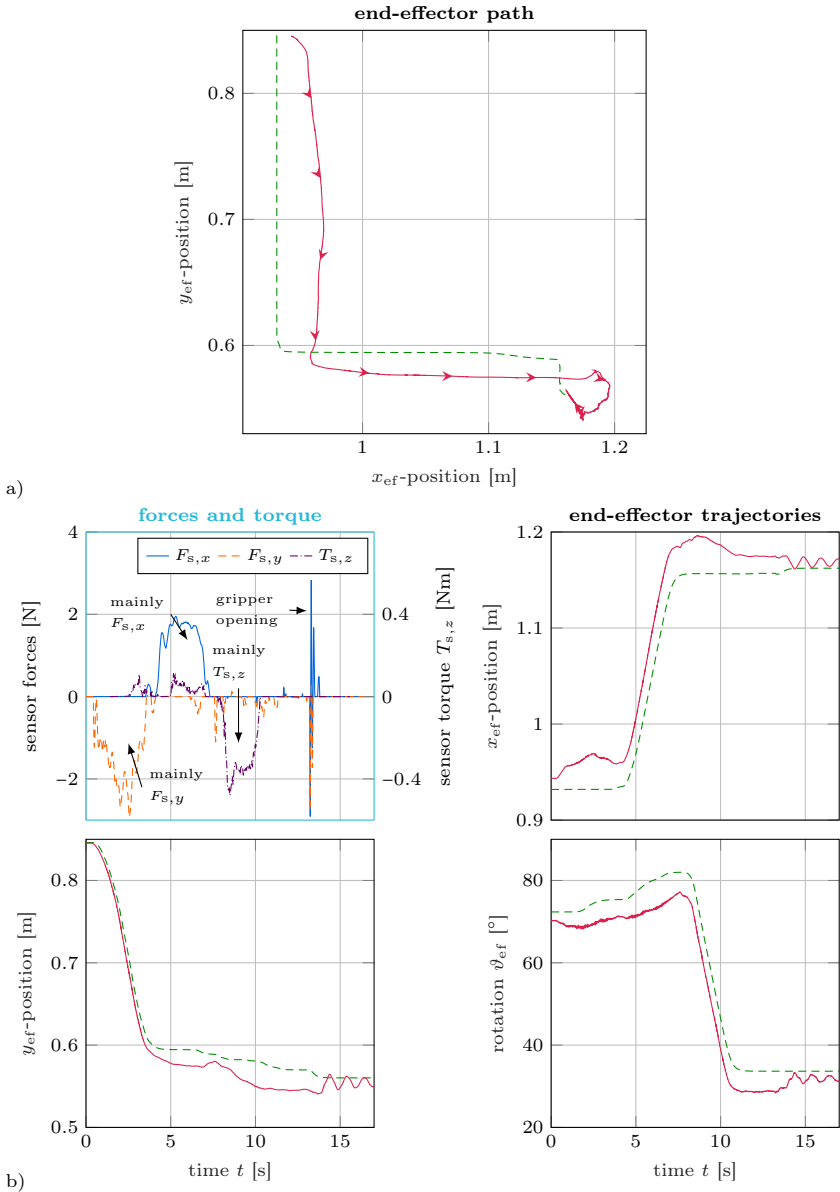 end-effector path
0.8
0.7
0.6
y_ef-position [m]
1
1.1
1.2
x_ef-position [m]
a)
forces and torque
F_s,x
F_s,y
T_s,z
4
2
0
−2
sensor forces [N]
0.4
0
−0.4
sensor torque T_s,z [Nm]
mainly
F_s,x
gripper
opening
mainly
T_s,z
mainly
F_s,y
end-effector trajectories
1.2
1.1
1
0.9
x_ef-position [m]
0.8
0.7
0.6
0.5
y_ef-position [m]
0
5
10
15
time t [s]
80
60
40
20
rotation ϑ_ef [°]
0
5
10
15
time t [s]
b)